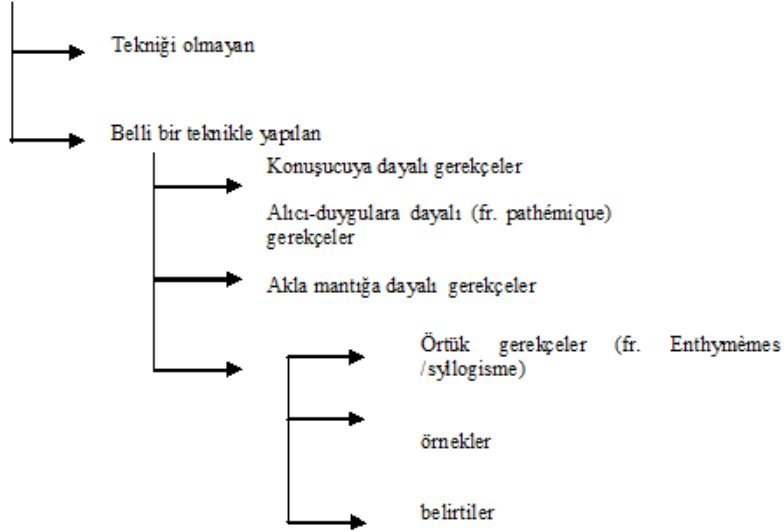 Tekniği olmayan
Belli bir teknikle yapılan
Konuşucuya dayalı gerekçeler
Alıcı-duygulara dayalı (fr. pathémique)
gerekçeler
Akla mantığa dayalı gerekçeler
Örtük gerekçeler (fr. Enthymèmes
/syllogisme)
örnekler
belirtiler